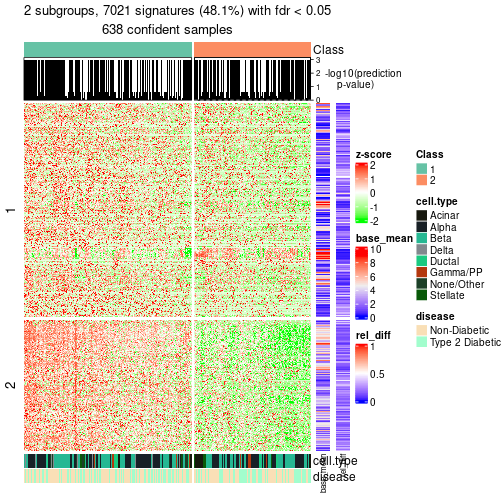 2 subgroups, 7021 signatures (48.1%) with fdr < 0.05
638 confident samples
Class
3
2
1
0
-log10(prediction
p-value)
1
2
z-score
2
1
0
-1
-2
base_mean
10
8
6
4
2
0
rel_diff
1
0.5
0
Class
1
2
cell.type
Acinar
Alpha
Beta
Delta
Ductal
Gamma/PP
None/Other
Stellate
disease
Non-Diabetic
Type 2 Diabetic
cell.type
disease